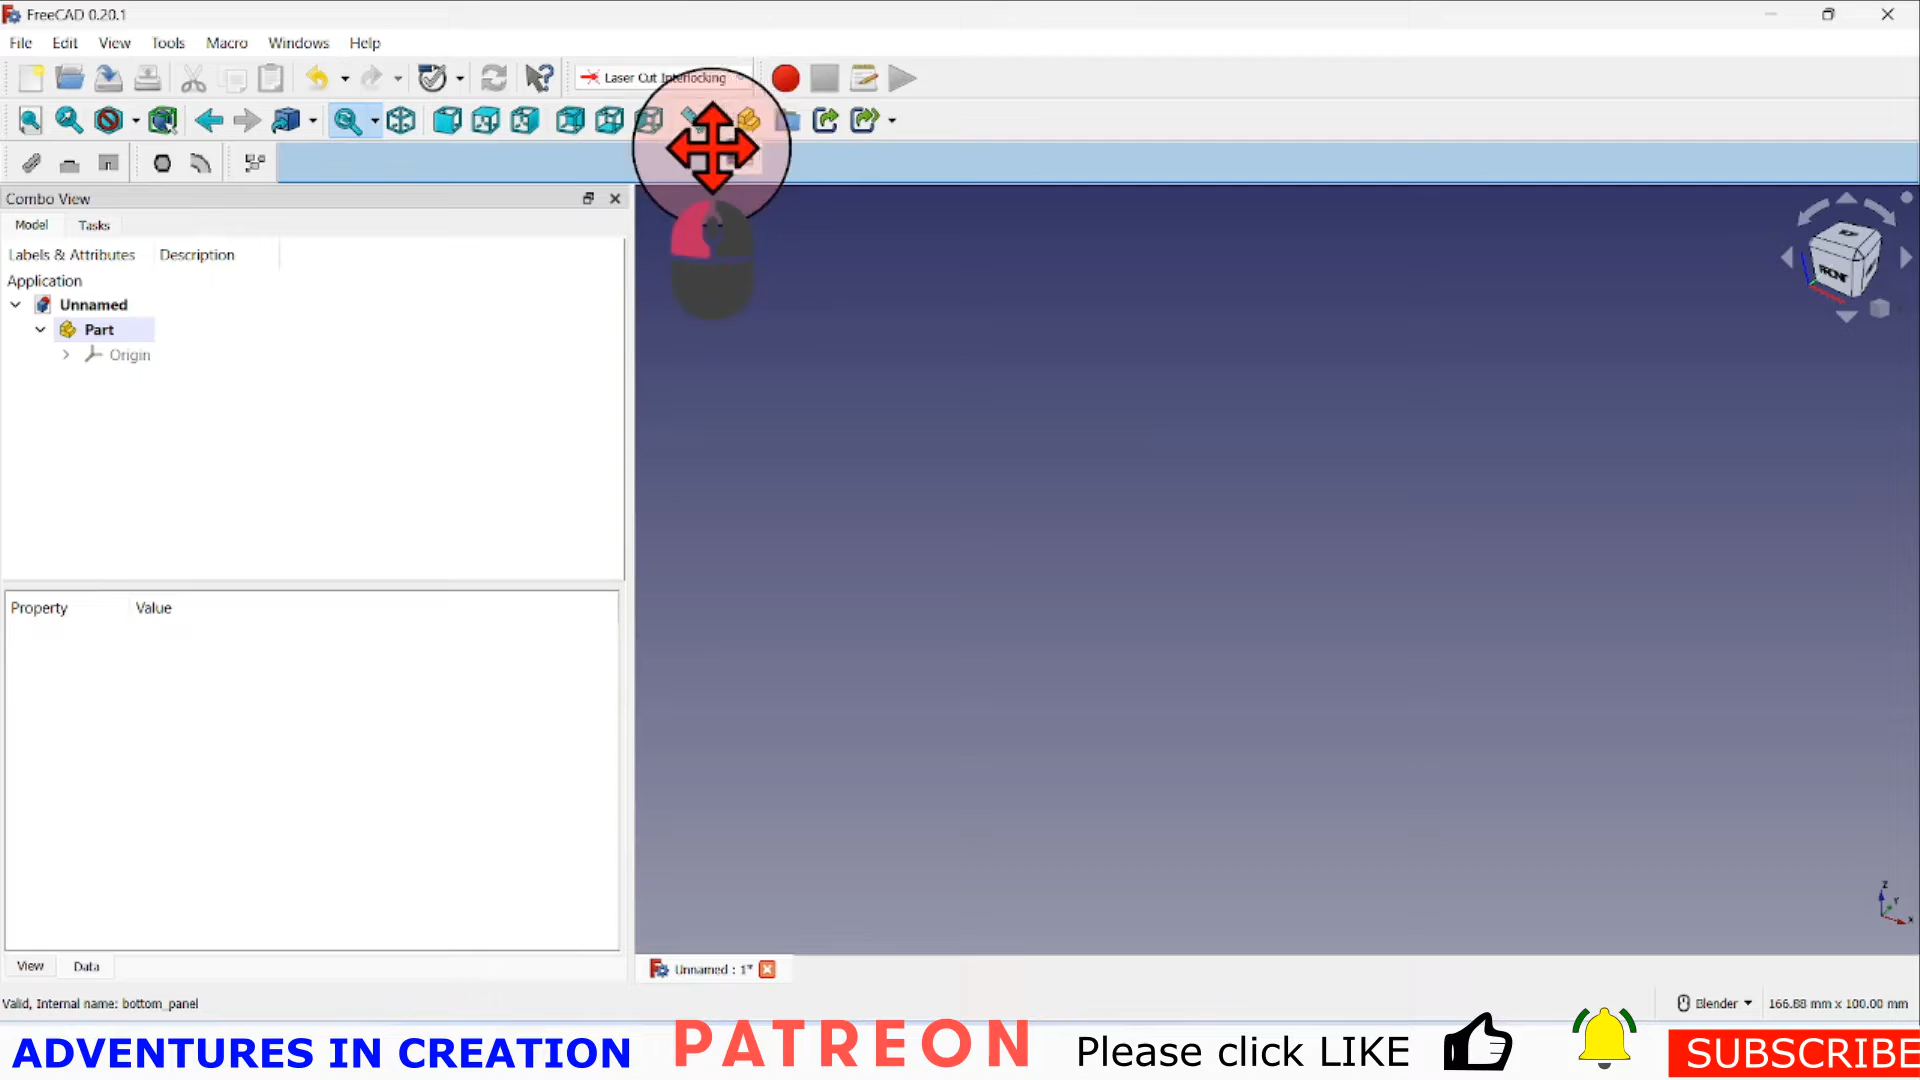 FreeCAD 0.20.1
File Edit View Tools Macro Windows Help
Laser Cut Interlocking
Combo View
Model Tasks
Labels & Attributes Description
Application
Unnamed
Part
Origin
FRONT
Property Value
Z
Y
X
View Data
Unnamed : 1*
Valid, Internal name: bottom_panel
Blender 166.88 mm x 100.00 mm
ADVENTURES IN CREATION PATREON Please click LIKE SUBSCRIBE